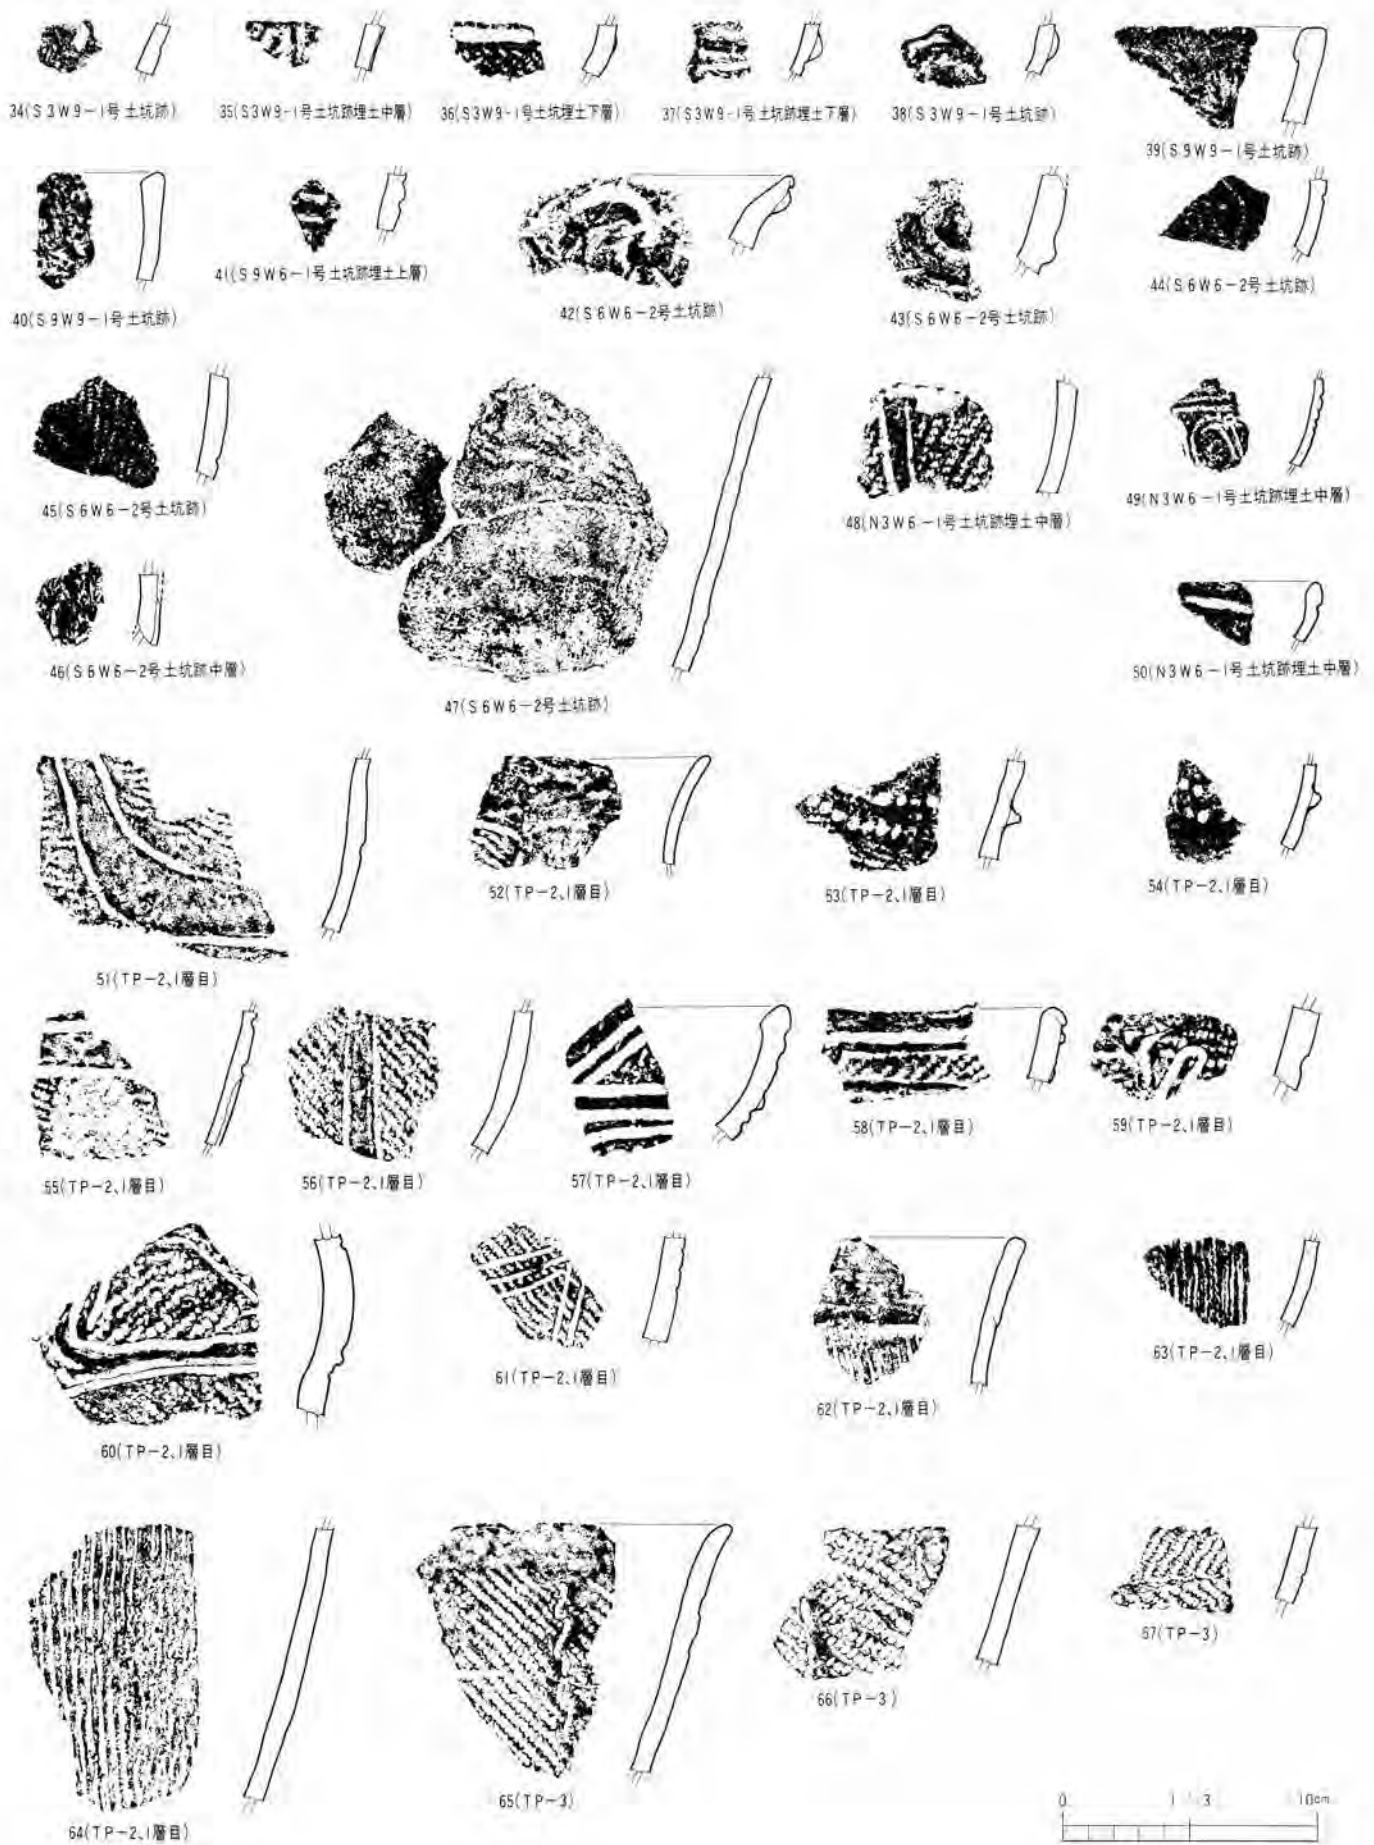 34(S3W9-1号土坑跡)
35(S3W9-1号土坑跡埋土中層)
36(S3W9-1号土坑埋土下層)
37(S3W9-1号土坑跡埋土下層)
38(S3W9-1号土坑跡)
39(S9W9-1号土坑跡)
40(S9W9-1号土坑跡)
41((S9W6-1号土坑跡埋土上層)
42(S6W6-2号土坑跡)
43(S6W6-2号土坑跡)
44(S6W6-2号土坑跡)
45(S6W6-2号土坑跡)
46(S6W6-2号土坑跡中層)
47(S6W6-2号土坑跡)
48(N3W6-1号土坑跡埋土中層)
49(N3W6-1号土坑跡埋土中層)
50(N3W6-1号土坑跡埋土中層)
51(TP-2、1層目)
52(TP-2、1層目)
53(TP-2、1層目)
54(TP-2、1層目)
55(TP-2、1層目)
56(TP-2、1層目)
57(TP-2、1層目)
58(TP-2、1層目)
59(TP-2、1層目)
60(TP-2、1層目)
61(TP-2、1層目)
62(TP-2、1層目)
63(TP-2、1層目)
64(TP-2、1層目)
65(TP-3)
66(TP-3)
67(TP-3)
0 1:3 10cm